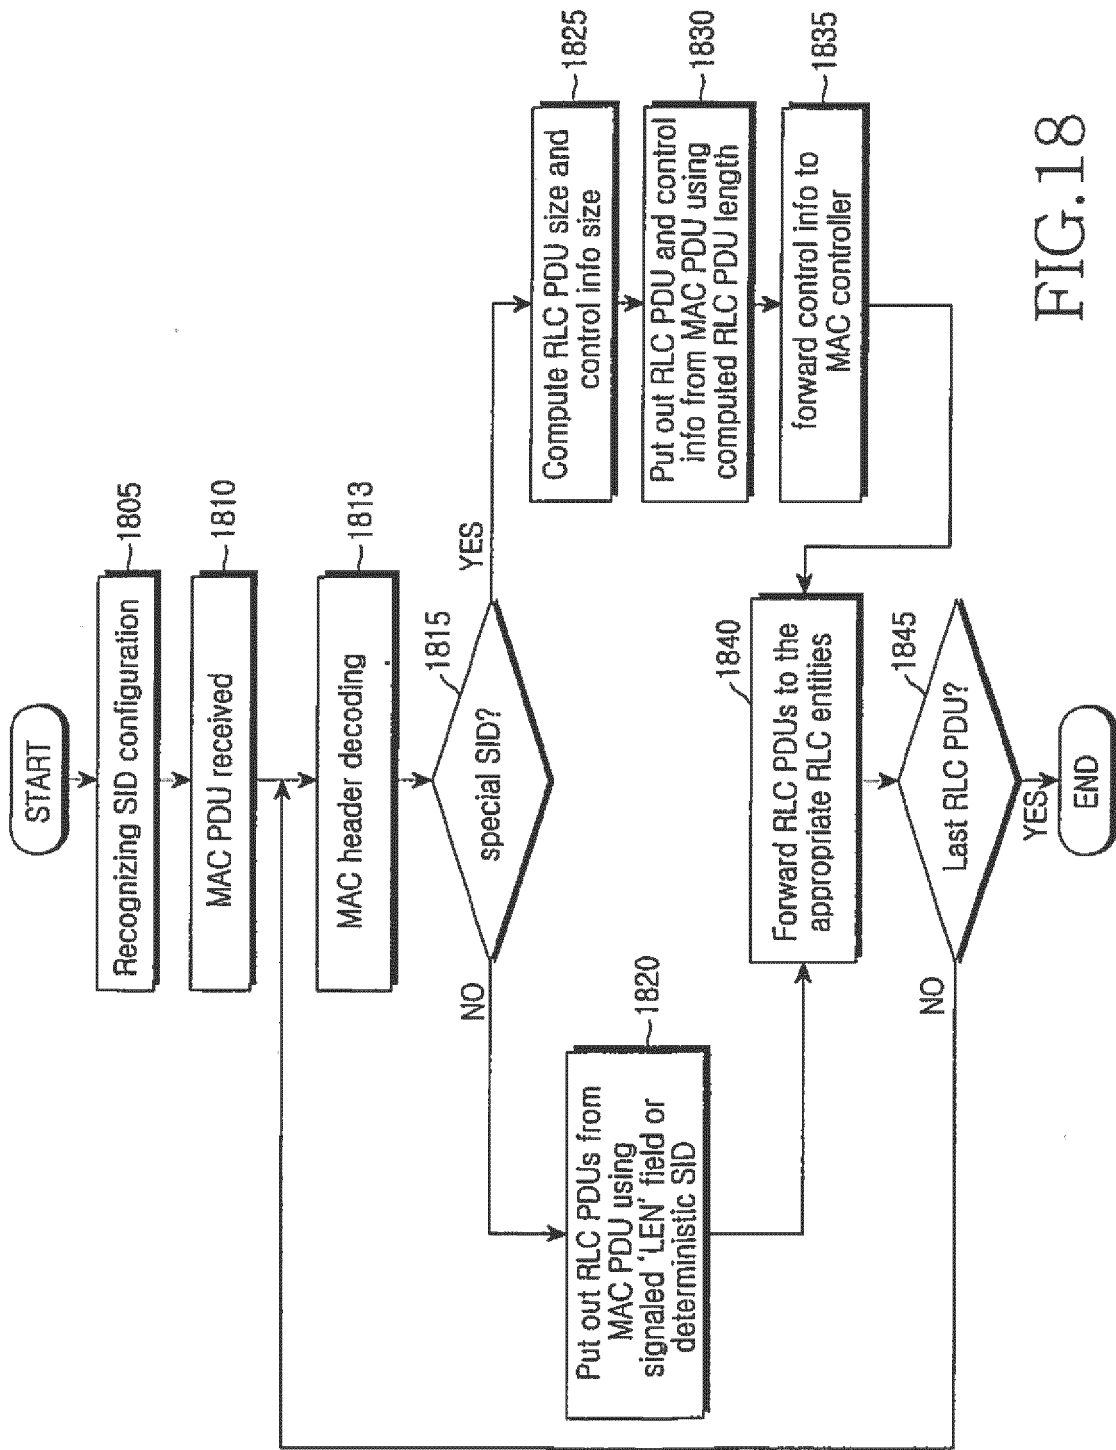 START
Recognizing SID configuration
1805
MAC PDU received
1810
MAC header decoding
1813
special SID?
1815
YES
NO
Compute RLC PDU size and
control info size
1825
Put out RLC PDU and control
info from MAC PDU using
computed RLC PDU length
1830
forward control info to
MAC controller
1835
Put out RLC PDUs from
MAC PDU using
signaled 'LEN' field or
deterministic SID
1820
Forward RLC PDUs to the
appropriate RLC entities
1840
Last RLC PDU?
1845
NO
YES
END
FIG.18